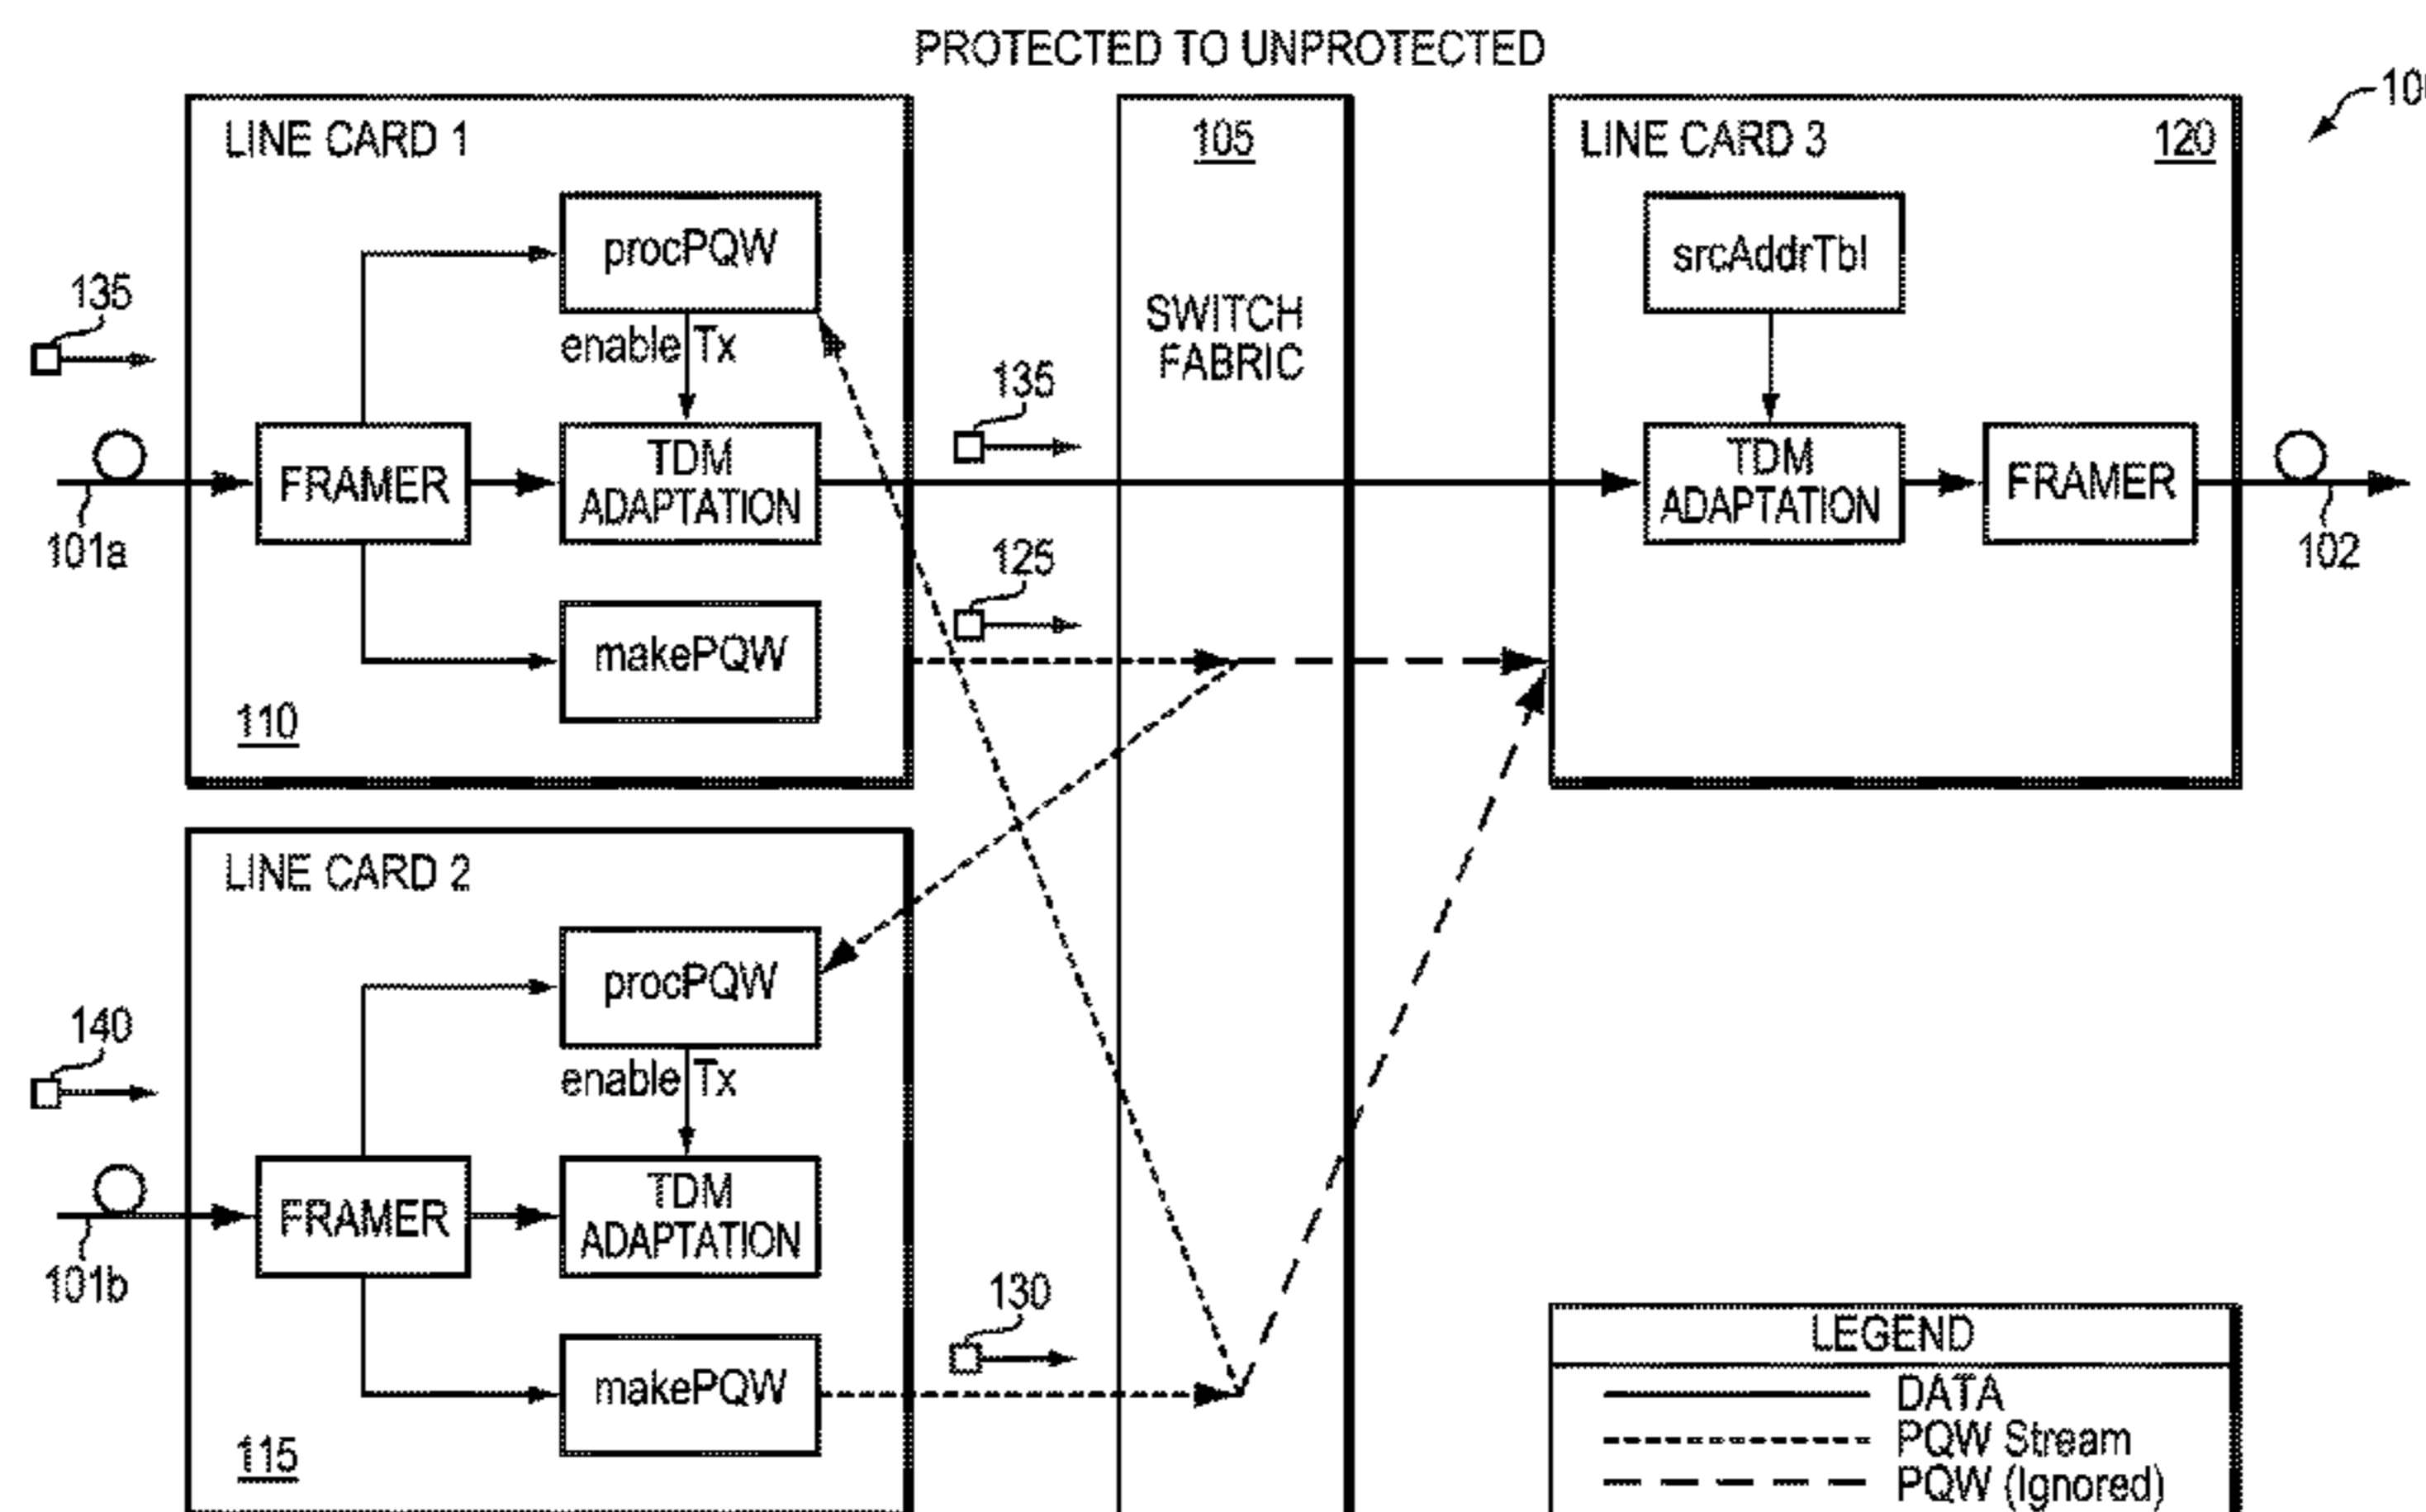 PROTECTED TO UNPROTECTED
LINE CARD 1
procPQW
enable Tx
135
FRAMER
TDM
ADAPTATION
101a
makePQW
110
135
125
105
SWITCH
FABRIC
LINE CARD 3
120
srcAddrTbl
TDM
ADAPTATION
FRAMER
102
LINE CARD 2
procPQW
enable Tx
140
FRAMER
TDM
ADAPTATION
101b
makePQW
115
130
LEGEND
DATA
PQW Stream
PQW (Ignored)